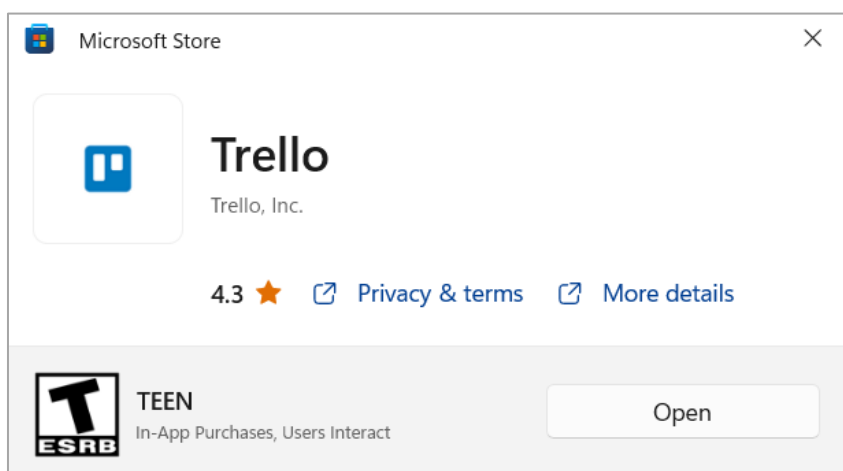 Microsoft Store
Trello
Trello, Inc.
4.3 Privacy & terms More details
T
ESRB
TEEN
In-App Purchases, Users Interact
Open